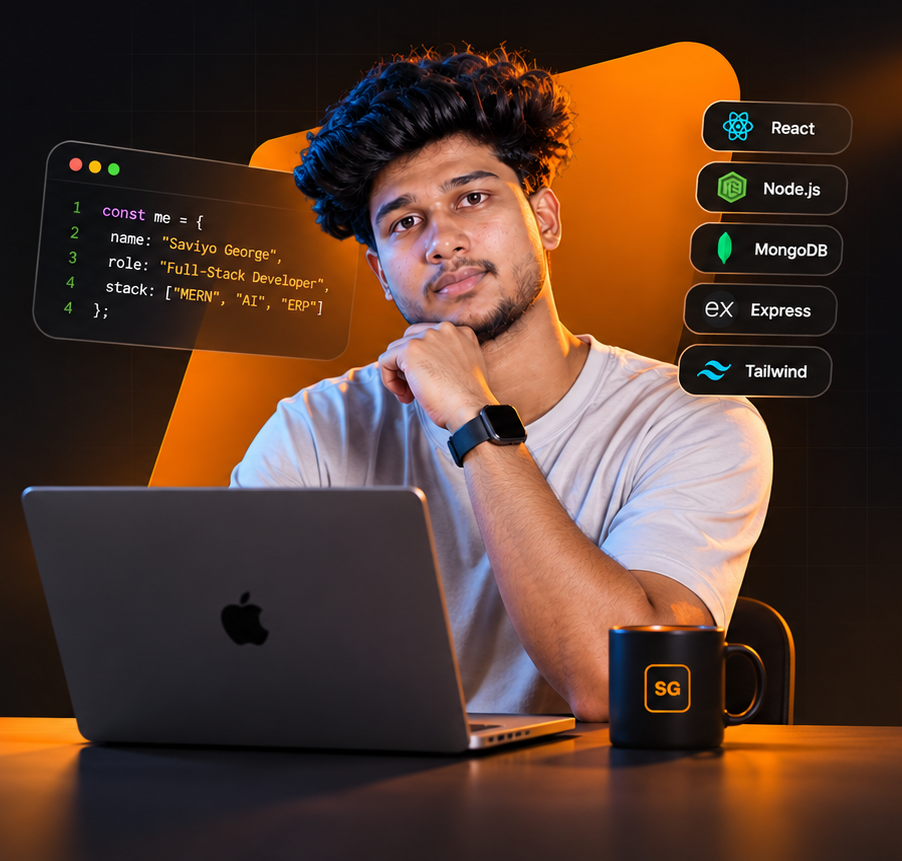 1 const me = {
2 name: "Saviyo George",
3 role: "Full-Stack Developer",
4 stack: ["MERN", "AI", "ERP"]
4 };
React
Node.js
MongoDB
ex Express
Tailwind
SG